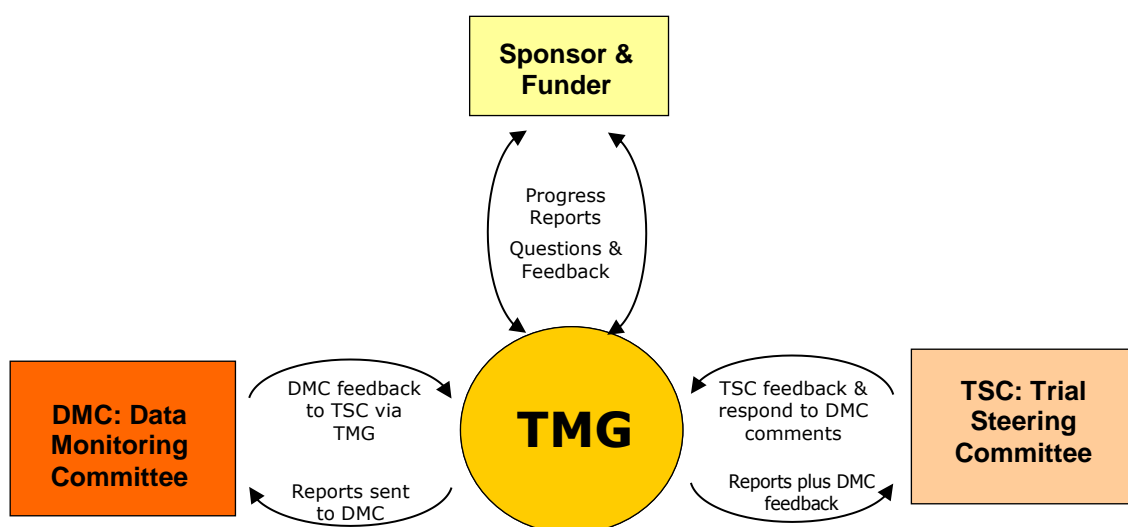 Sponsor &
Funder
Progress
Reports
Questions &
Feedback
DMC: Data
Monitoring
Committee
DMC feedback
to TSC via
TMG
Reports sent
to DMC
TMG
TSC feedback &
respond to DMC
comments
Reports plus DMC
feedback
TSC: Trial
Steering
Committee